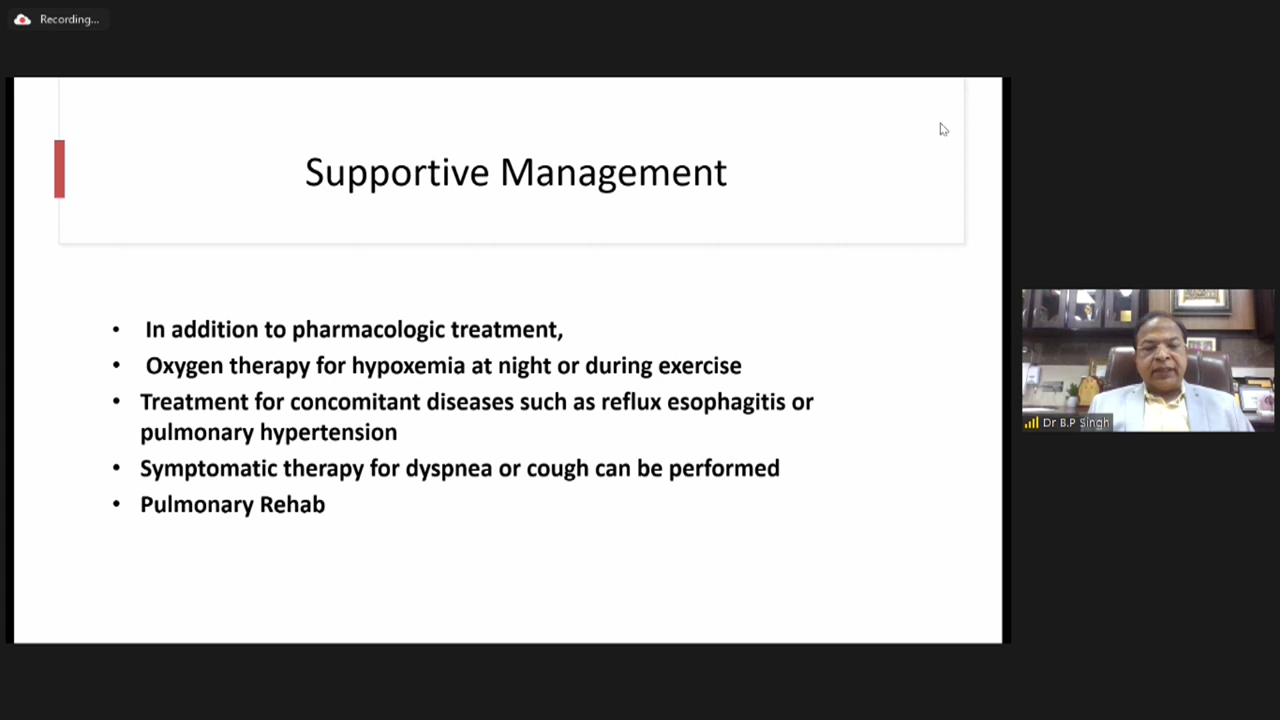 Recording...
Supportive Management
• In addition to pharmacologic treatment,
• Oxygen therapy for hypoxemia at night or during exercise
• Treatment for concomitant diseases such as reflux esophagitis or
pulmonary hypertension
• Symptomatic therapy for dyspnea or cough can be performed
• Pulmonary Rehab
Dr B.P Singh